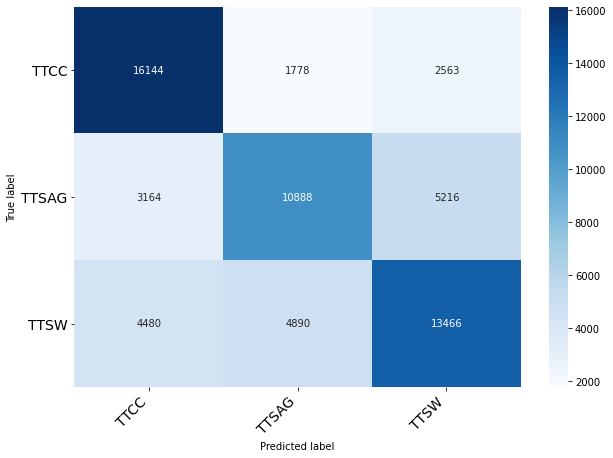 TTCC 16144 1778 2563
TTSAG 3164 10888 5216
TTSW 4480 4890 13466
TTCC TTSAG TTSW
True label
Predicted label
16000
14000
12000
10000
8000
6000
4000
2000